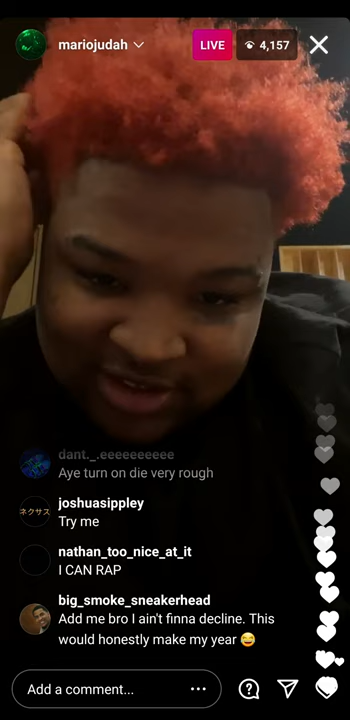 mariojudah
LIVE
4,157
dant._.eeeeeeeeee
Aye turn on die very rough
ネクサス
joshuasippley
Try me
nathan_too_nice_at_it
I CAN RAP
big_smoke_sneakerhead
Add me bro I ain't finna decline. This
would honestly make my year 😂
Add a comment...